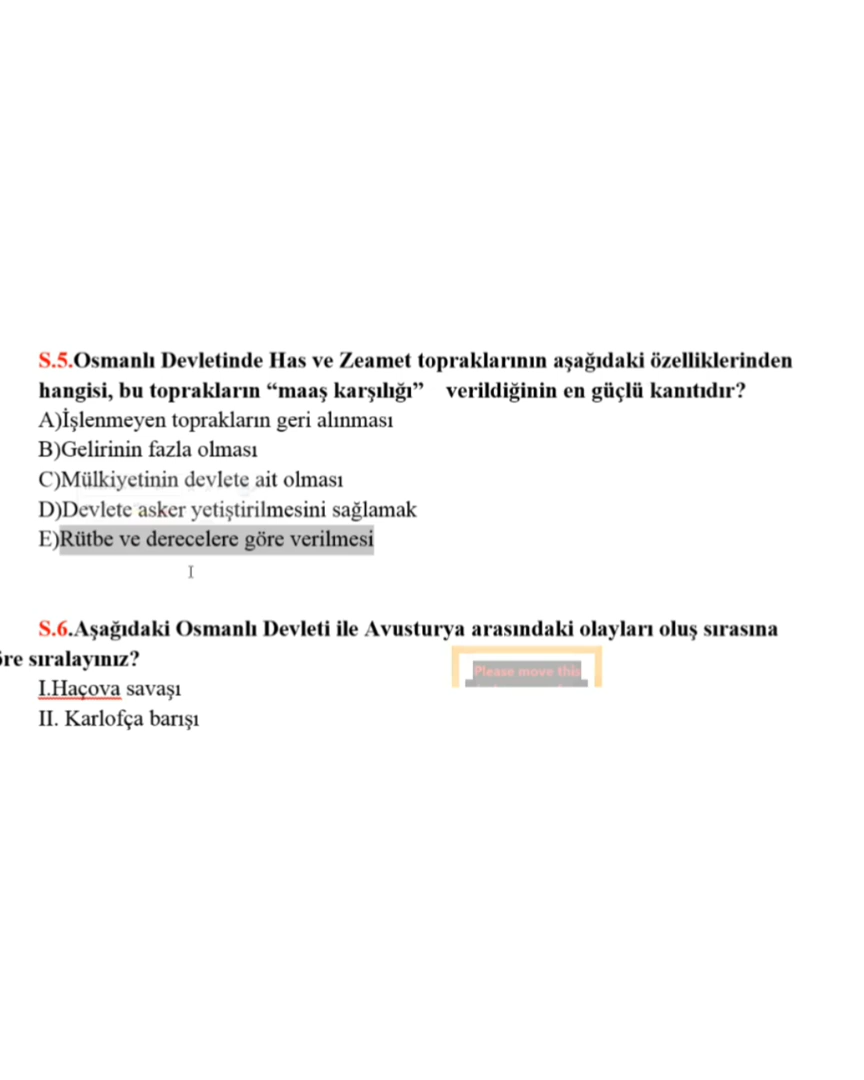 S.5.Osmanlı Devletinde Has ve Zeamet topraklarının aşağıdaki özelliklerinden
hangisi, bu toprakların “maaş karşılığı” verildiğinin en güçlü kanıtıdır?
A)İşlenmeyen toprakların geri alınması
B)Gelirinin fazla olması
C)Mülkiyetinin devlete ait olması
D)Devlete asker yetiştirilmesini sağlamak
E)Rütbe ve derecelere göre verilmesi
S.6.Aşağıdaki Osmanlı Devleti ile Avusturya arasındaki olayları oluş sırasına
öre sıralayınız?
Please move this
I.Haçova savaşı
II. Karlofça barışı